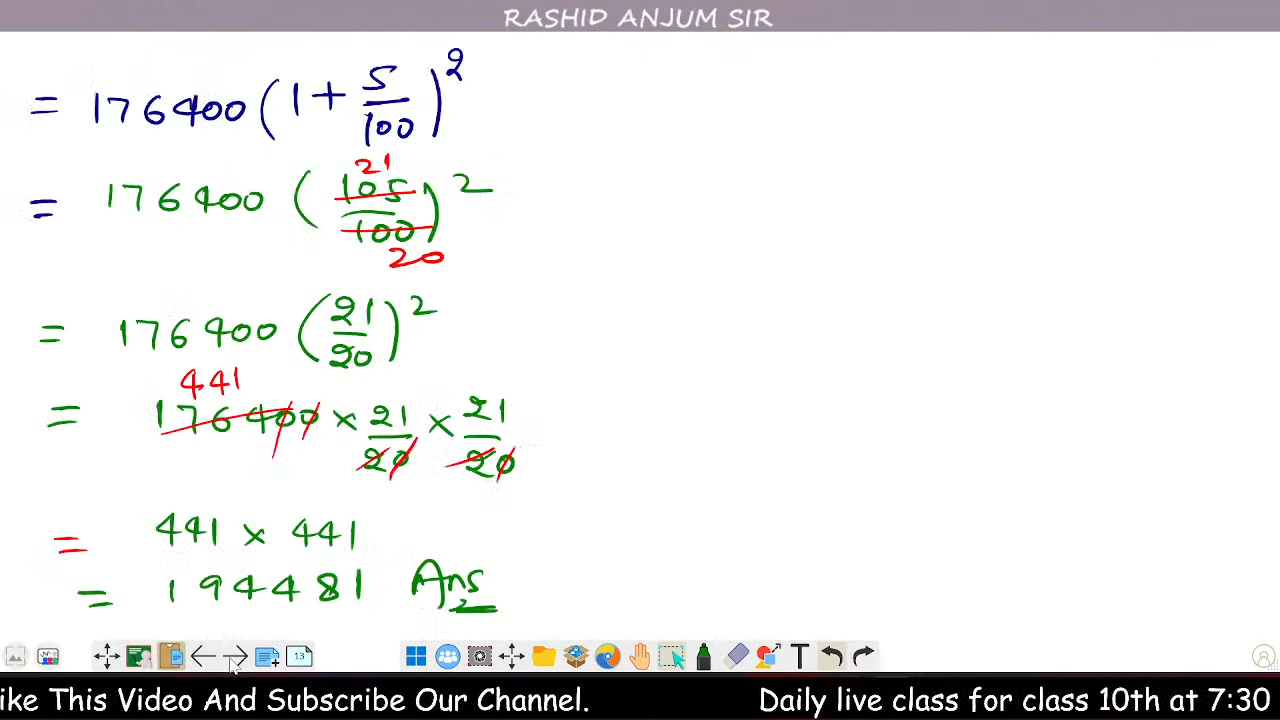 RASHID ANJUM SIR
= 176400 (1 + 5/100)^2
21
= 176400 (105/100)^2
20
= 176400 (21/20)^2
441
= 176400 × 21/20 × 21/20
= 441 × 441
= 194481 Ans
13
T
ike This Video And Subscribe Our Channel. Daily live class for class 10th at 7:30